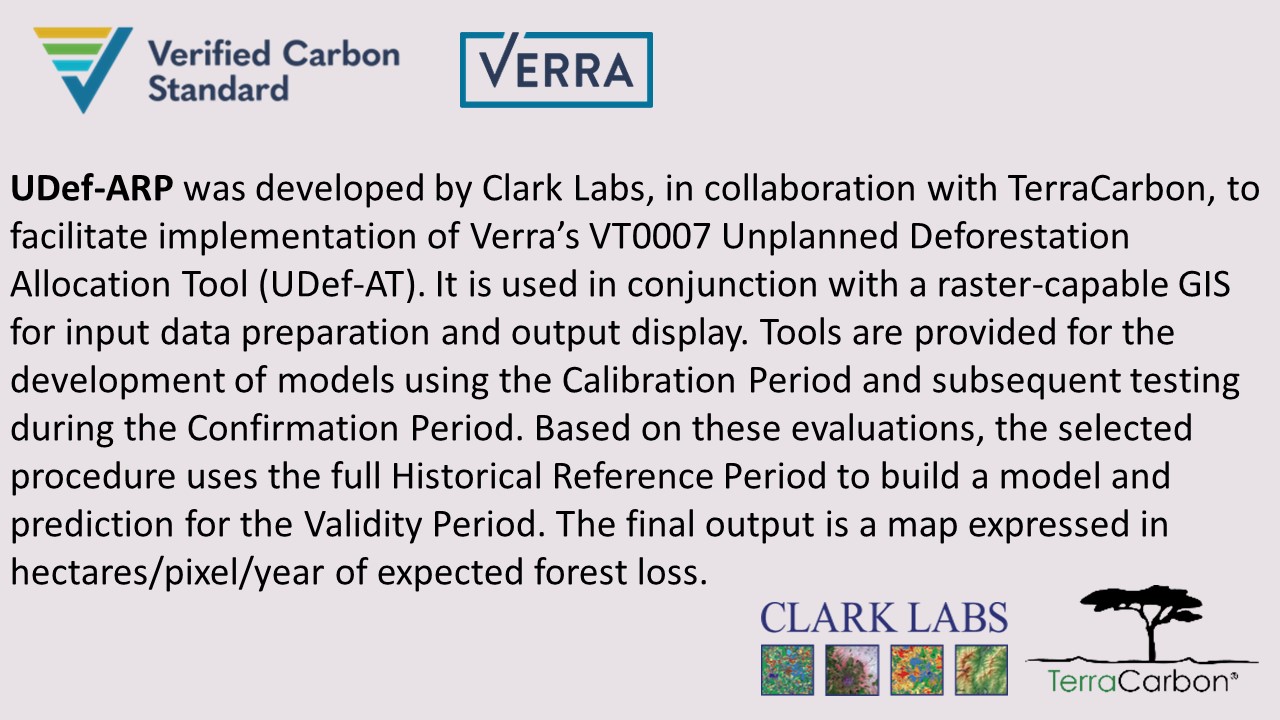 Verified Carbon
Standard
VERRA
UDef-ARP was developed by Clark Labs, in collaboration with TerraCarbon, to
facilitate implementation of Verra’s VT0007 Unplanned Deforestation
Allocation Tool (UDef-AT). It is used in conjunction with a raster-capable GIS
for input data preparation and output display. Tools are provided for the
development of models using the Calibration Period and subsequent testing
during the Confirmation Period. Based on these evaluations, the selected
procedure uses the full Historical Reference Period to build a model and
prediction for the Validity Period. The final output is a map expressed in
hectares/pixel/year of expected forest loss.
CLARK LABS
TerraCarbon®